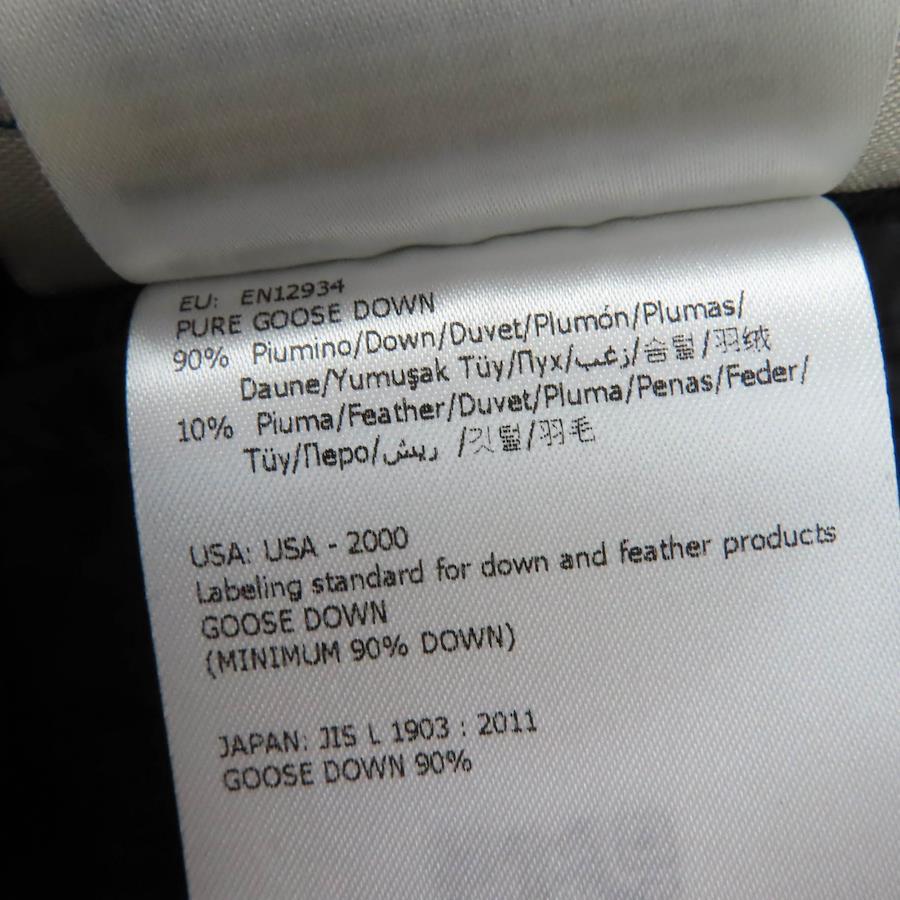 EU: EN12934
PURE GOOSE DOWN
90% Piumino/Down/Duvet/Plumón/Plumas/
Daune/Yumuşak Tüy/Пух/زغب/솜털/羽绒
10% Piuma/Feather/Duvet/Pluma/Penas/Feder/
Tüy/Перо/ريش /깃털/羽毛
USA: USA - 2000
Labeling standard for down and feather products
GOOSE DOWN
(MINIMUM 90% DOWN)
JAPAN: JIS L 1903 : 2011
GOOSE DOWN 90%